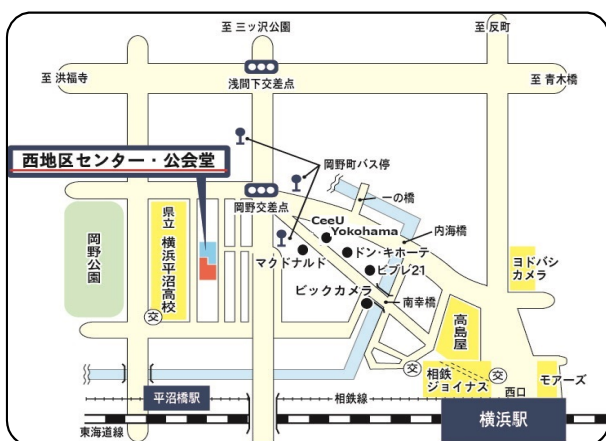 至 三ッ沢公園
至 反町
至 洪福寺
浅間下交差点
至 青木橋
西地区センター・公会堂
岡野町バス停
岡野交差点
一の橋
CeeU
Yokohama
内海橋
岡野公園
県立 横浜平沼高校
マクドナルド
ドン・キホーテ
ビブレ21
ヨドバシ
カメラ
ビックカメラ
南幸橋
高島屋
交
交
交
相鉄
ジョイナス
西口
モアーズ
平沼橋駅
相鉄線
横浜駅
東海道線